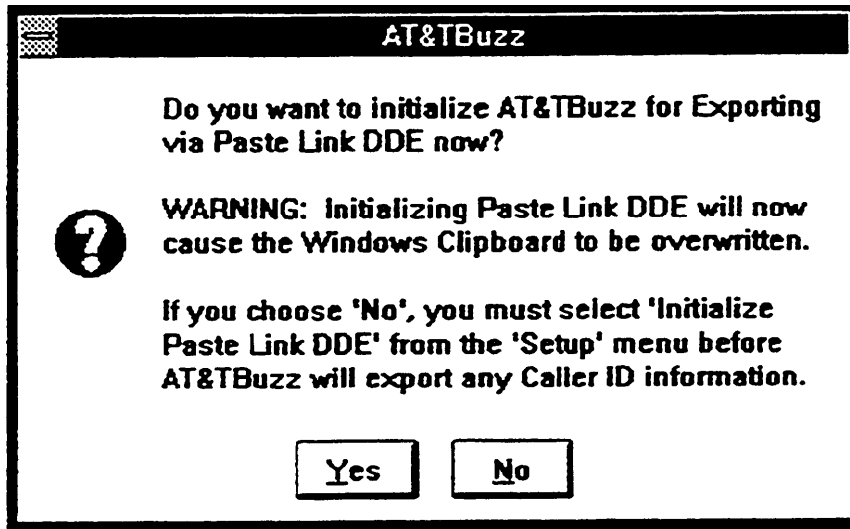 AT&TBuzz
Do you want to initialize AT&TBuzz for Exporting
via Paste Link DDE now?
WARNING: Initializing Paste Link DDE will now
cause the Windows Clipboard to be overwritten.
If you choose 'No', you must select 'Initialize
Paste Link DDE' from the 'Setup' menu before
AT&TBuzz will export any Caller ID information.
Yes No